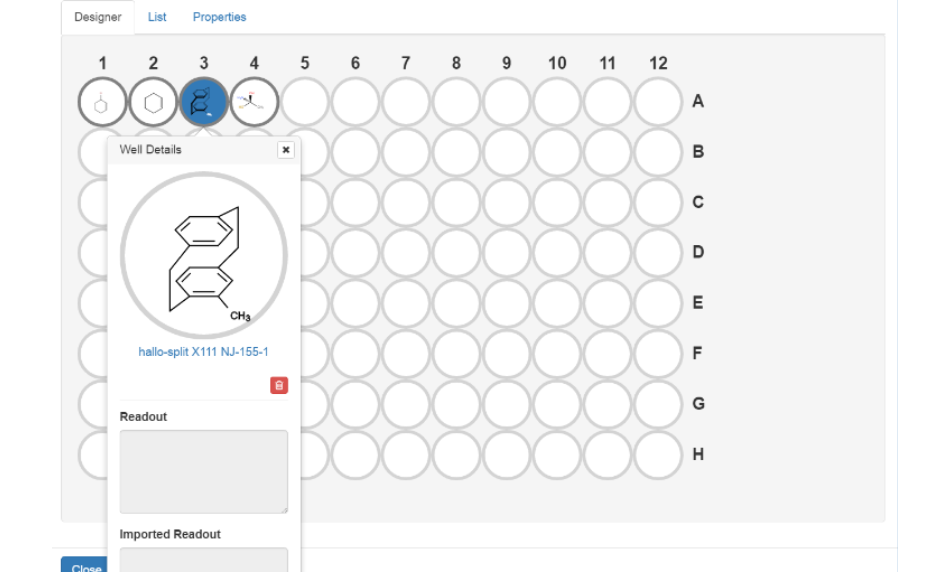 Designer List Properties
1 2 3 4 5 6 7 8 9 10 11 12
A
B
Well Details ×
C
D
E
CH3
hallo-split X111 NJ-155-1
F
G
Readout
H
Imported Readout
Close